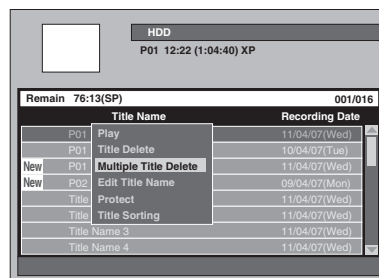 HDD
P01 12:22 (1:04:40) XP
Remain 76:13(SP) 001/016
Title Name Recording Date
P01 Play 11/04/07(Wed)
P01 Title Delete 10/04/07(Tue)
New P01 Multiple Title Delete 11/04/07(Wed)
New P02 Edit Title Name 09/04/07(Mon)
Title Protect 11/04/07(Wed)
Title Title Sorting 11/04/07(Wed)
Title Name 3 11/04/07(Wed)
Title Name 4 11/04/07(Wed)